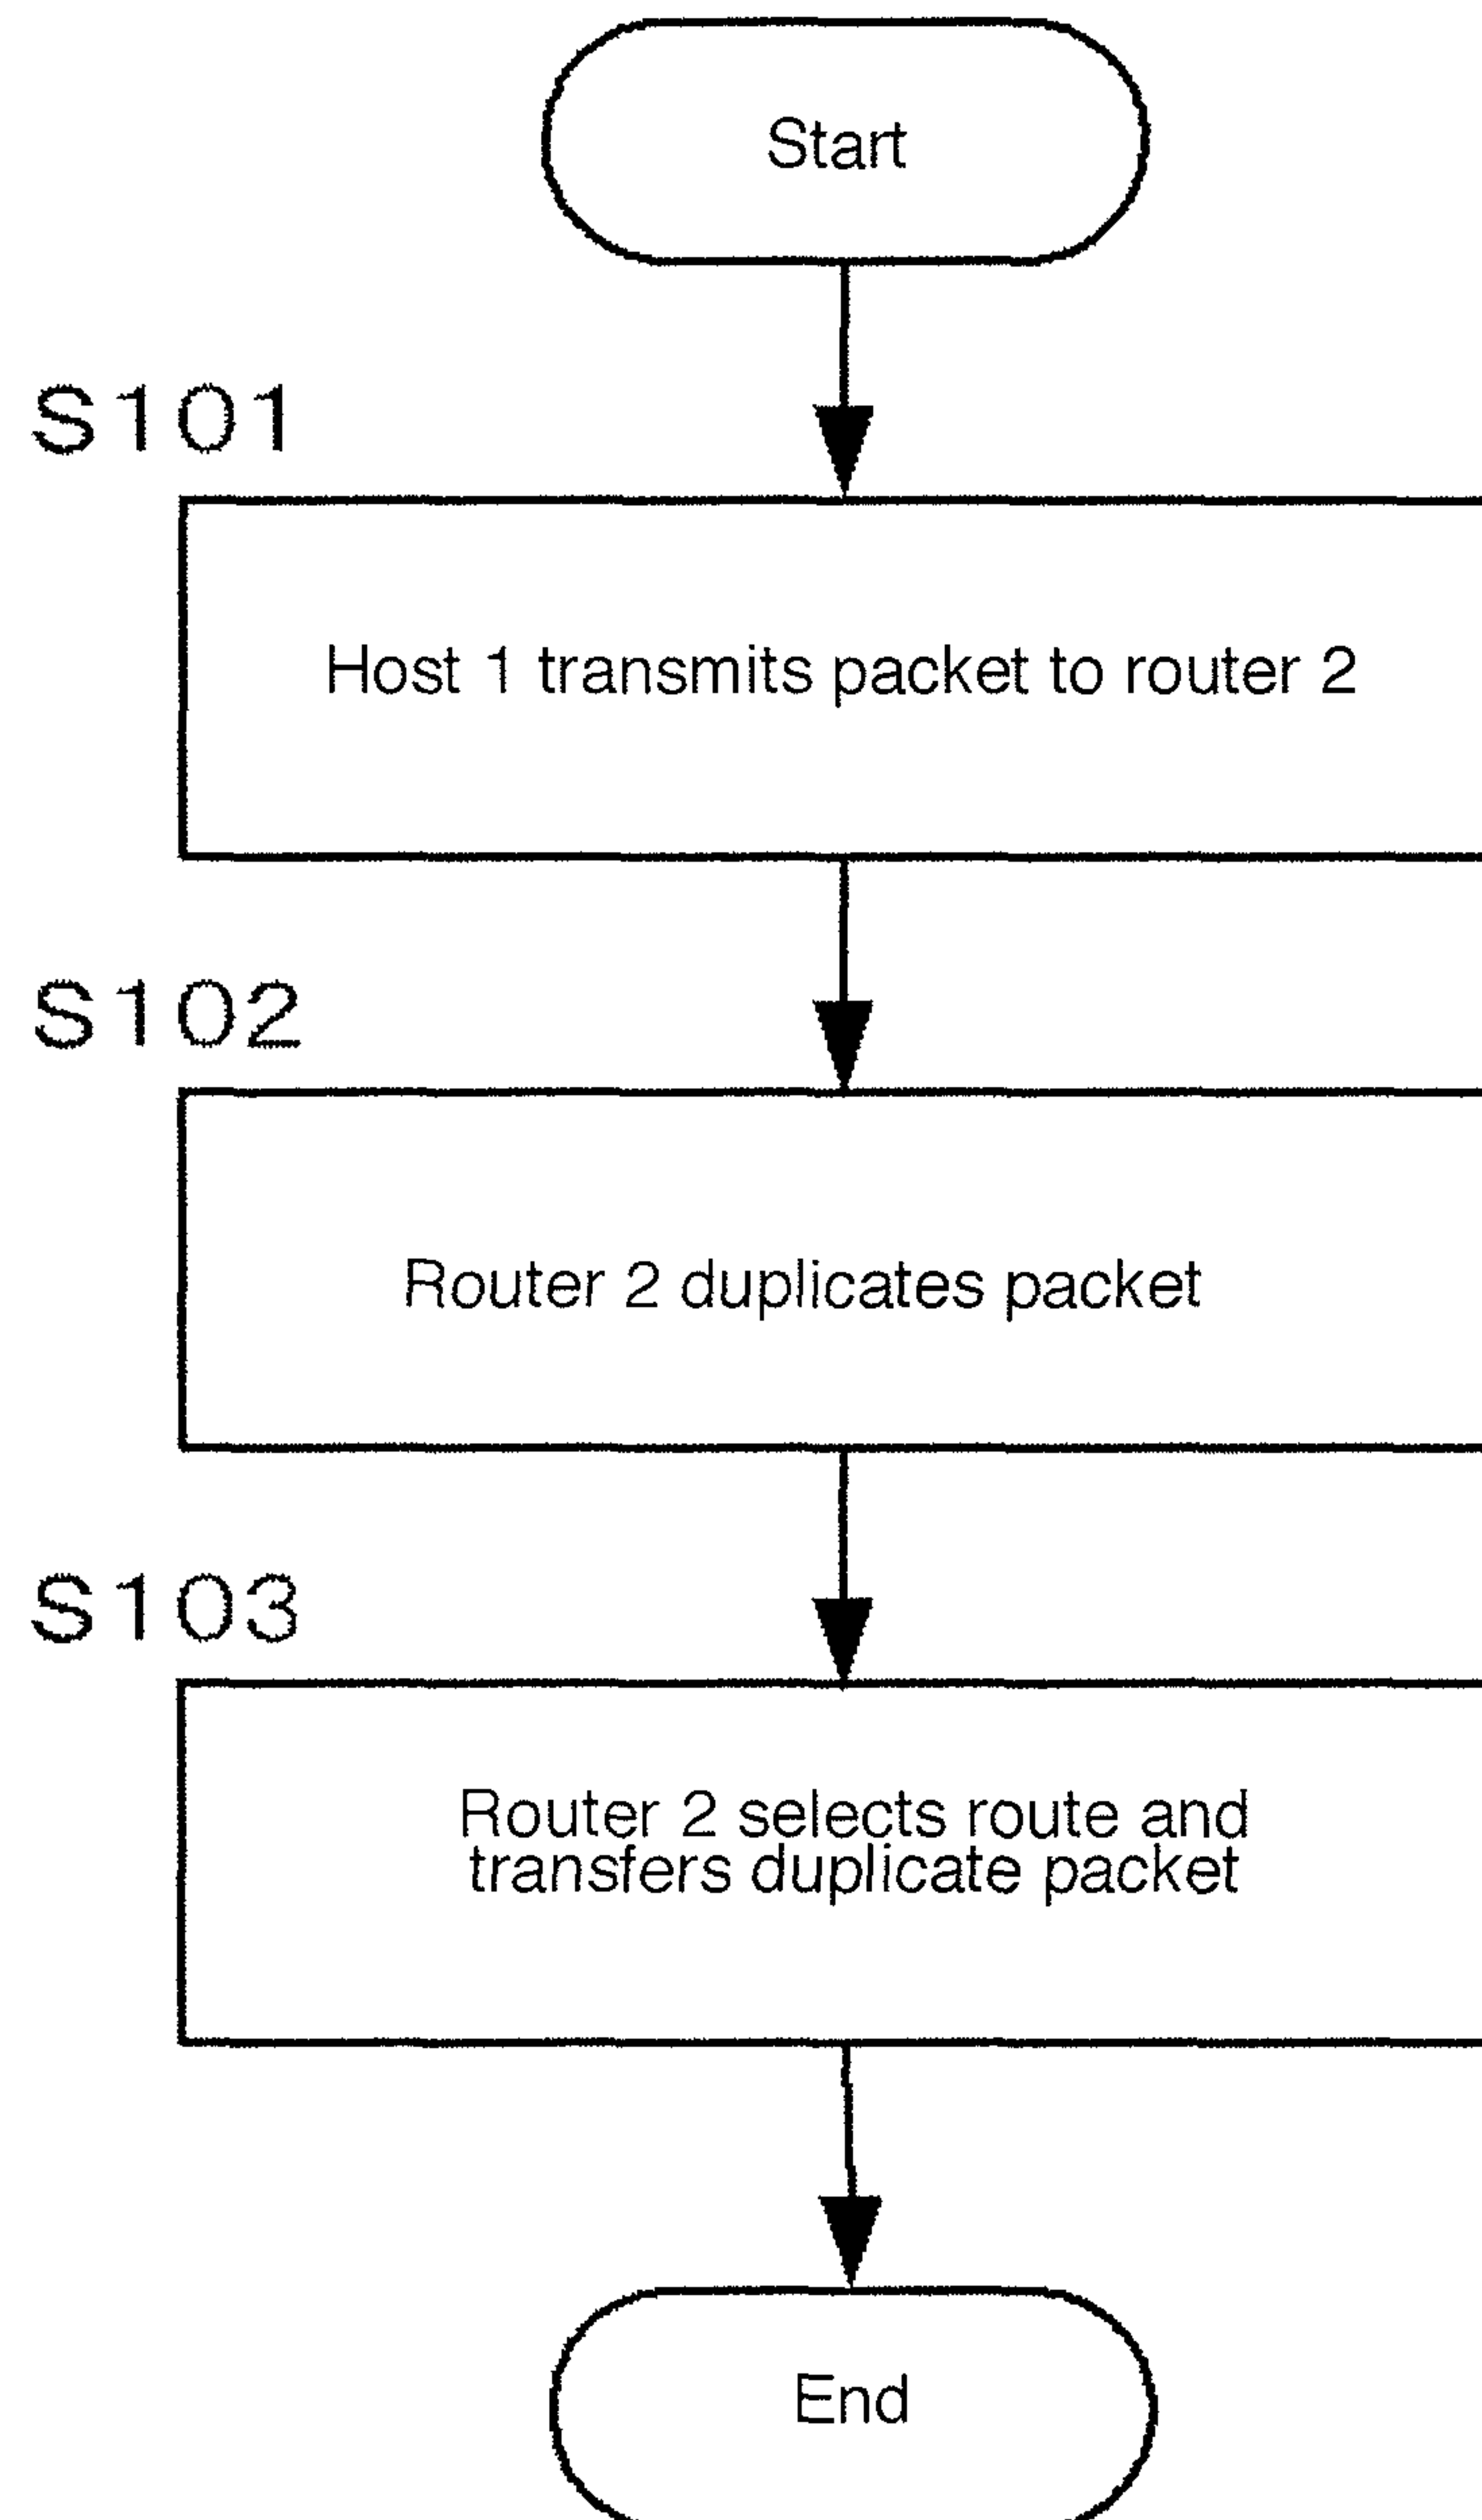 Start
S101
Host 1 transmits packet to router 2
S102
Router 2 duplicates packet
S103
Router 2 selects route and
transfers duplicate packet
End